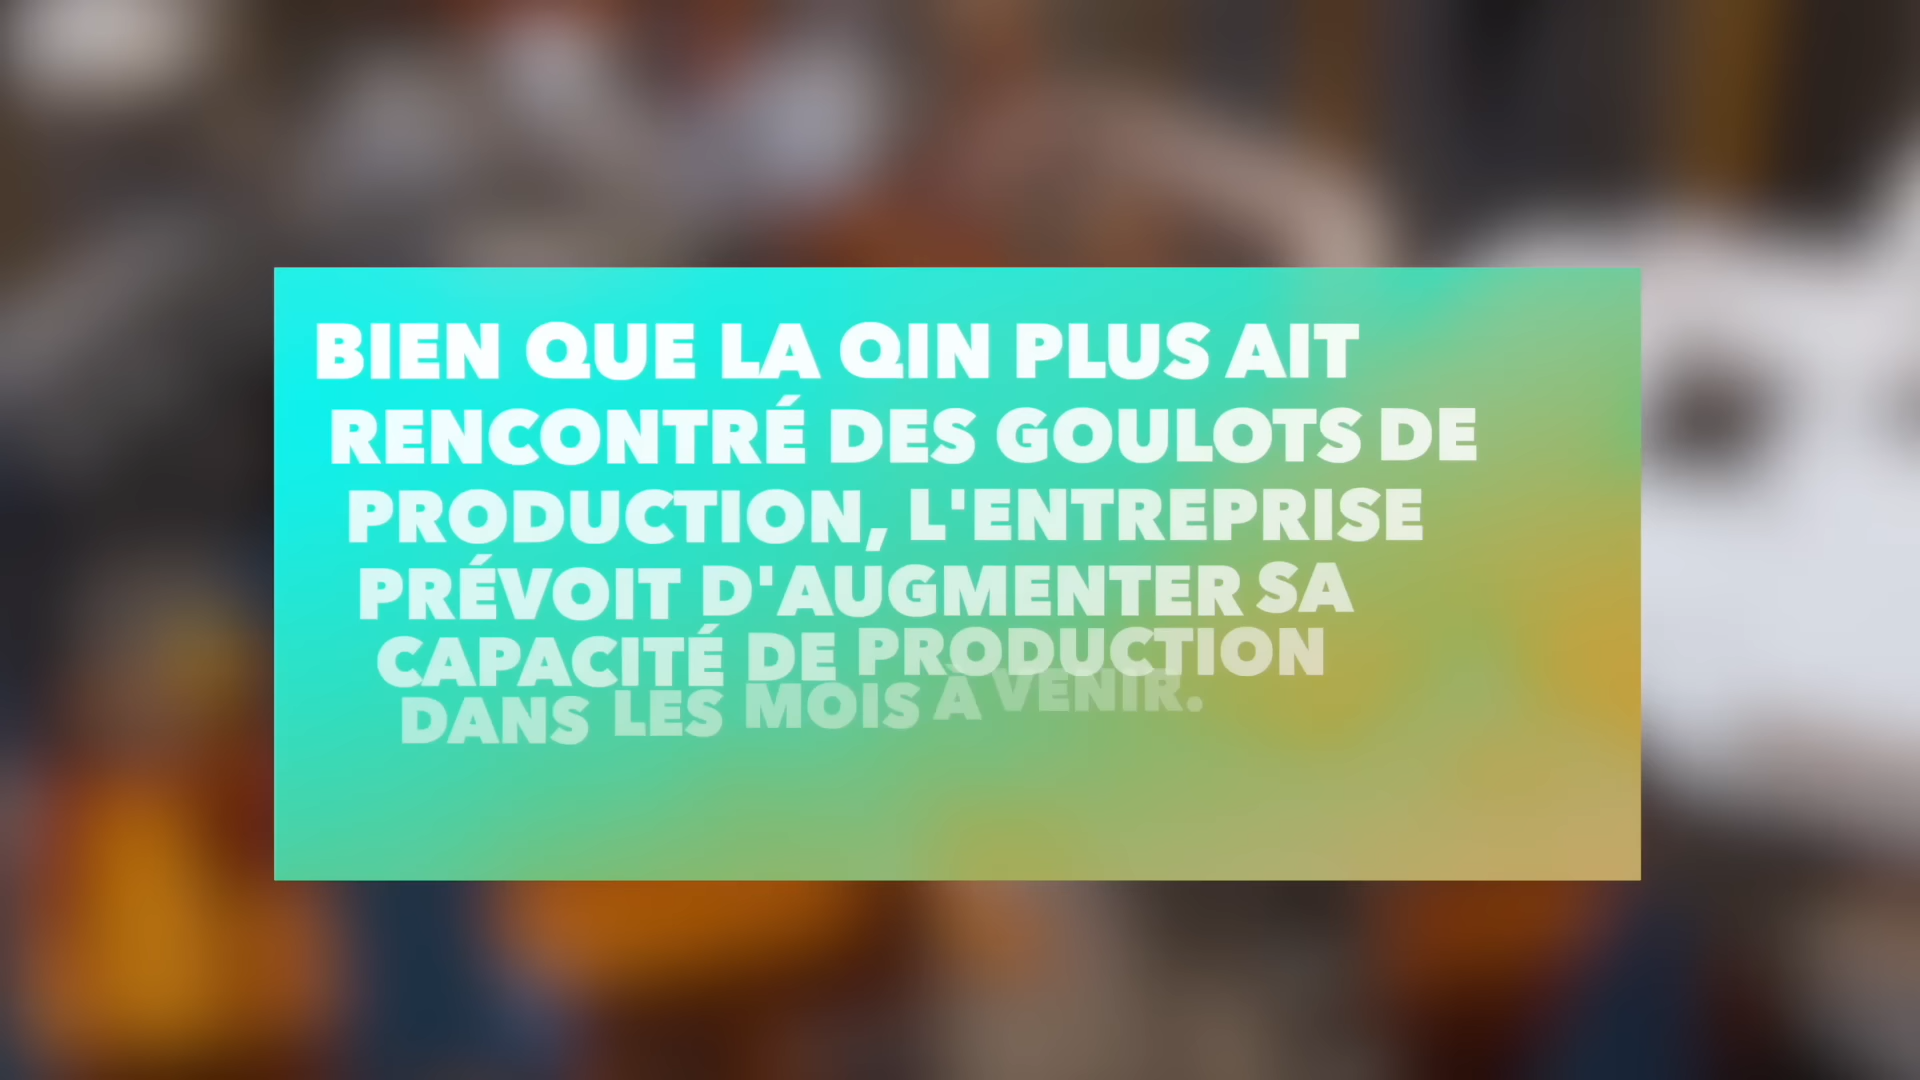 BIEN QUE LA QIN PLUS AIT
RENCONTRÉ DES GOULOTS DE
PRODUCTION, L'ENTREPRISE
PRÉVOIT D'AUGMENTER SA
CAPACITÉ DE PRODUCTION
DANS LES MOIS À VENIR.